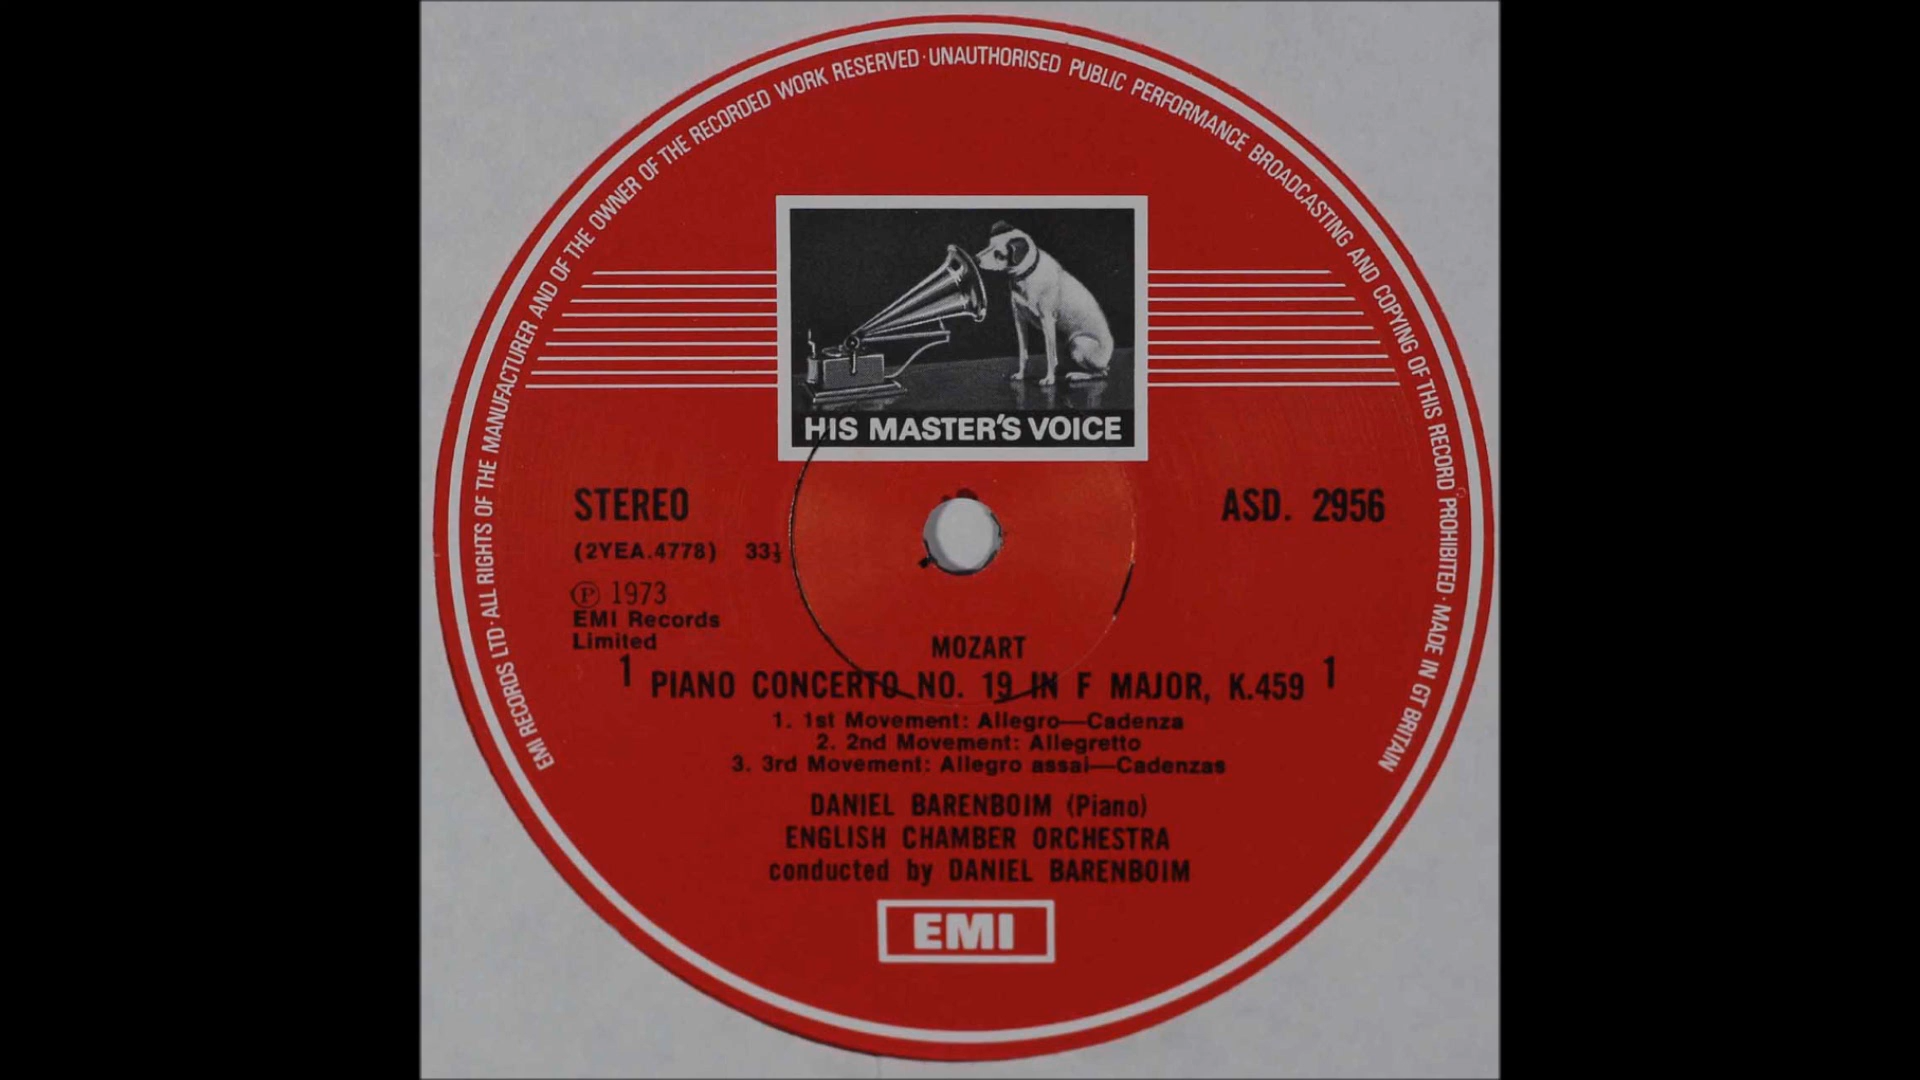 EMI RECORDS LTD·ALL RIGHTS OF THE MANUFACTURER AND OF THE OWNER OF THE RECORDED WORK RESERVED·UNAUTHORISED PUBLIC PERFORMANCE BROADCASTING AND COPYING OF THIS RECORD PROHIBITED·MADE IN GT BRITAIN
HIS MASTER'S VOICE
STEREO
ASD. 2956
(2YEA.4778) 33⅓
Ⓟ 1973
EMI Records
Limited
MOZART
1 PIANO CONCERTO NO. 19 IN F MAJOR, K.459 1
1. 1st Movement: Allegro—Cadenza
2. 2nd Movement: Allegretto
3. 3rd Movement: Allegro assai—Cadenzas
DANIEL BARENBOIM (Piano)
ENGLISH CHAMBER ORCHESTRA
conducted by DANIEL BARENBOIM
EMI